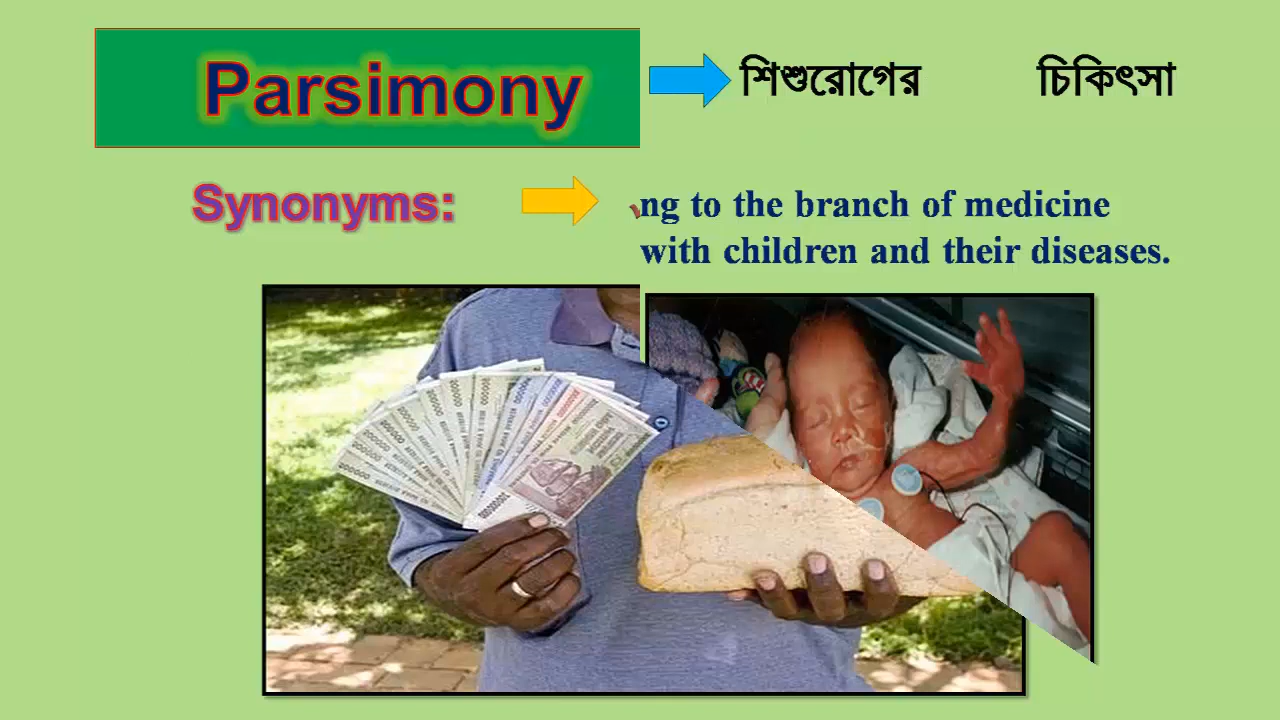 Parsimony শিশুরোগের চিকিৎসা
Synonyms: ng to the branch of medicine
with children and their diseases.